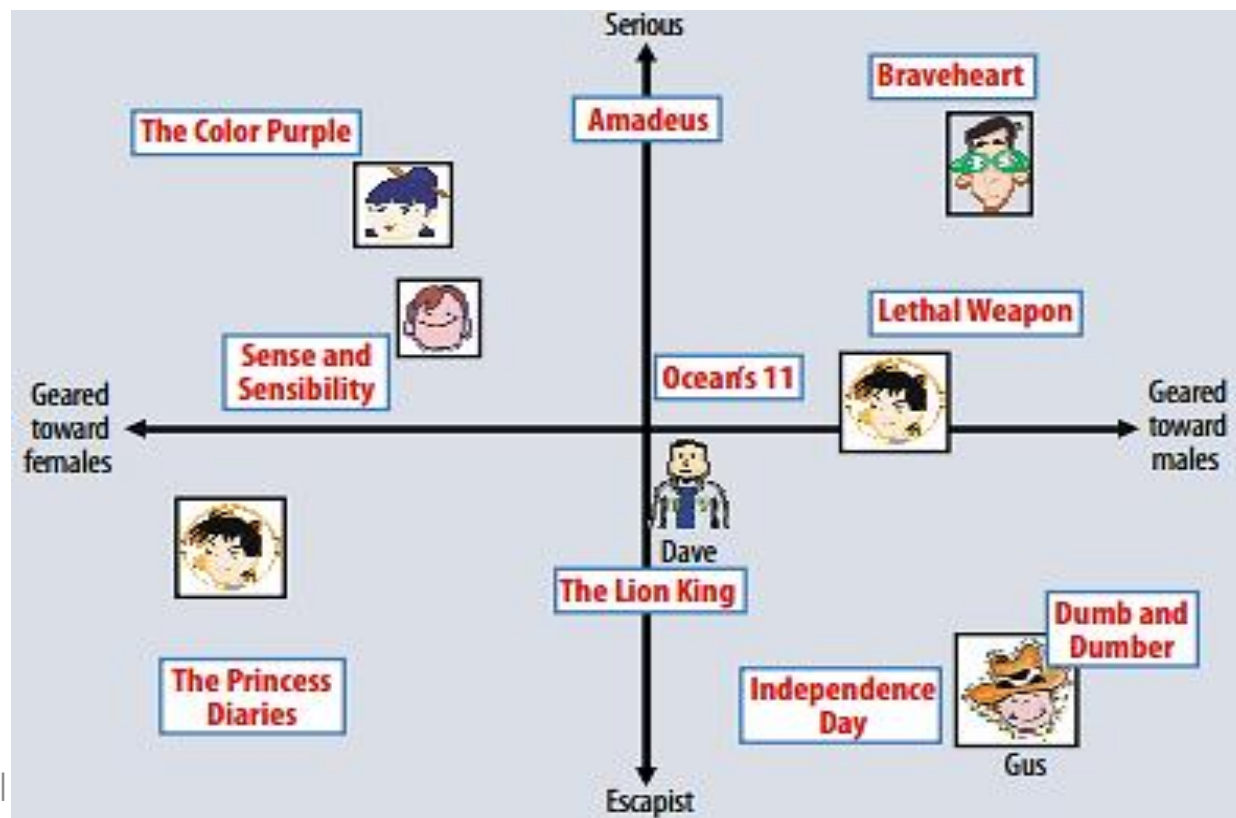 Serious
Braveheart
The Color Purple
Amadeus
Lethal Weapon
Sense and
Sensibility
Ocean's 11
Geared
toward
females
Geared
toward
males
Dave
The Lion King
Dumb and
Dumber
The Princess
Diaries
Independence
Day
Gus
Escapist